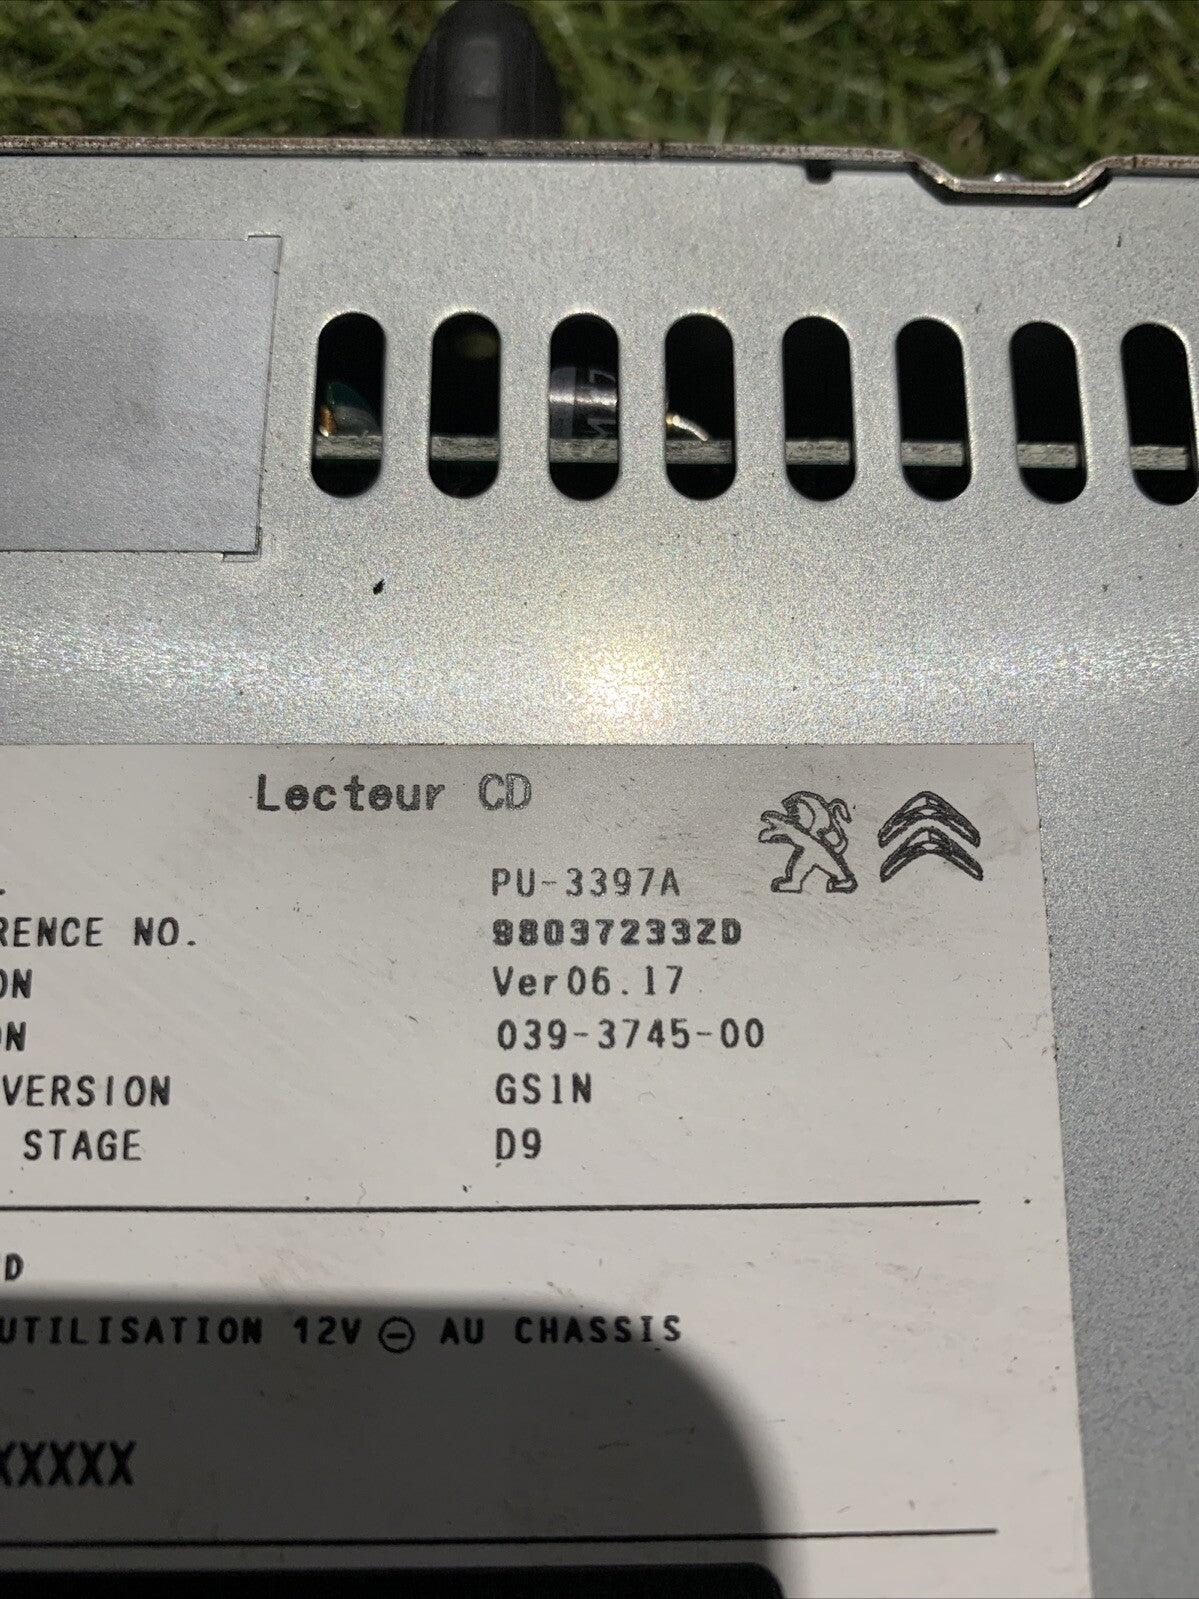 Lecteur CD
PU-3397A
RENCE NO. 98037233ZD
ON Ver06.17
ON 039-3745-00
VERSION GS1N
STAGE D9
D
UTILISATION 12V ⊖ AU CHASSIS
XXXXX